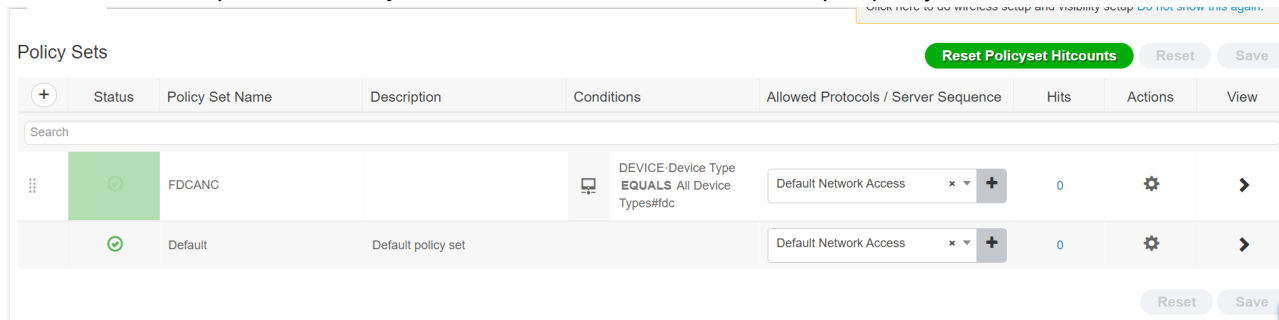 Click here to do wireless setup and visibility setup Do not show this again.
Policy Sets
Reset Policyset Hitcounts
Reset
Save
+ Status Policy Set Name Description Conditions Allowed Protocols / Server Sequence Hits Actions View
Search
FDCANC
DEVICE·Device Type
EQUALS All Device
Types#fdc
Default Network Access × +
0
Default
Default policy set
Default Network Access × +
0
Reset
Save